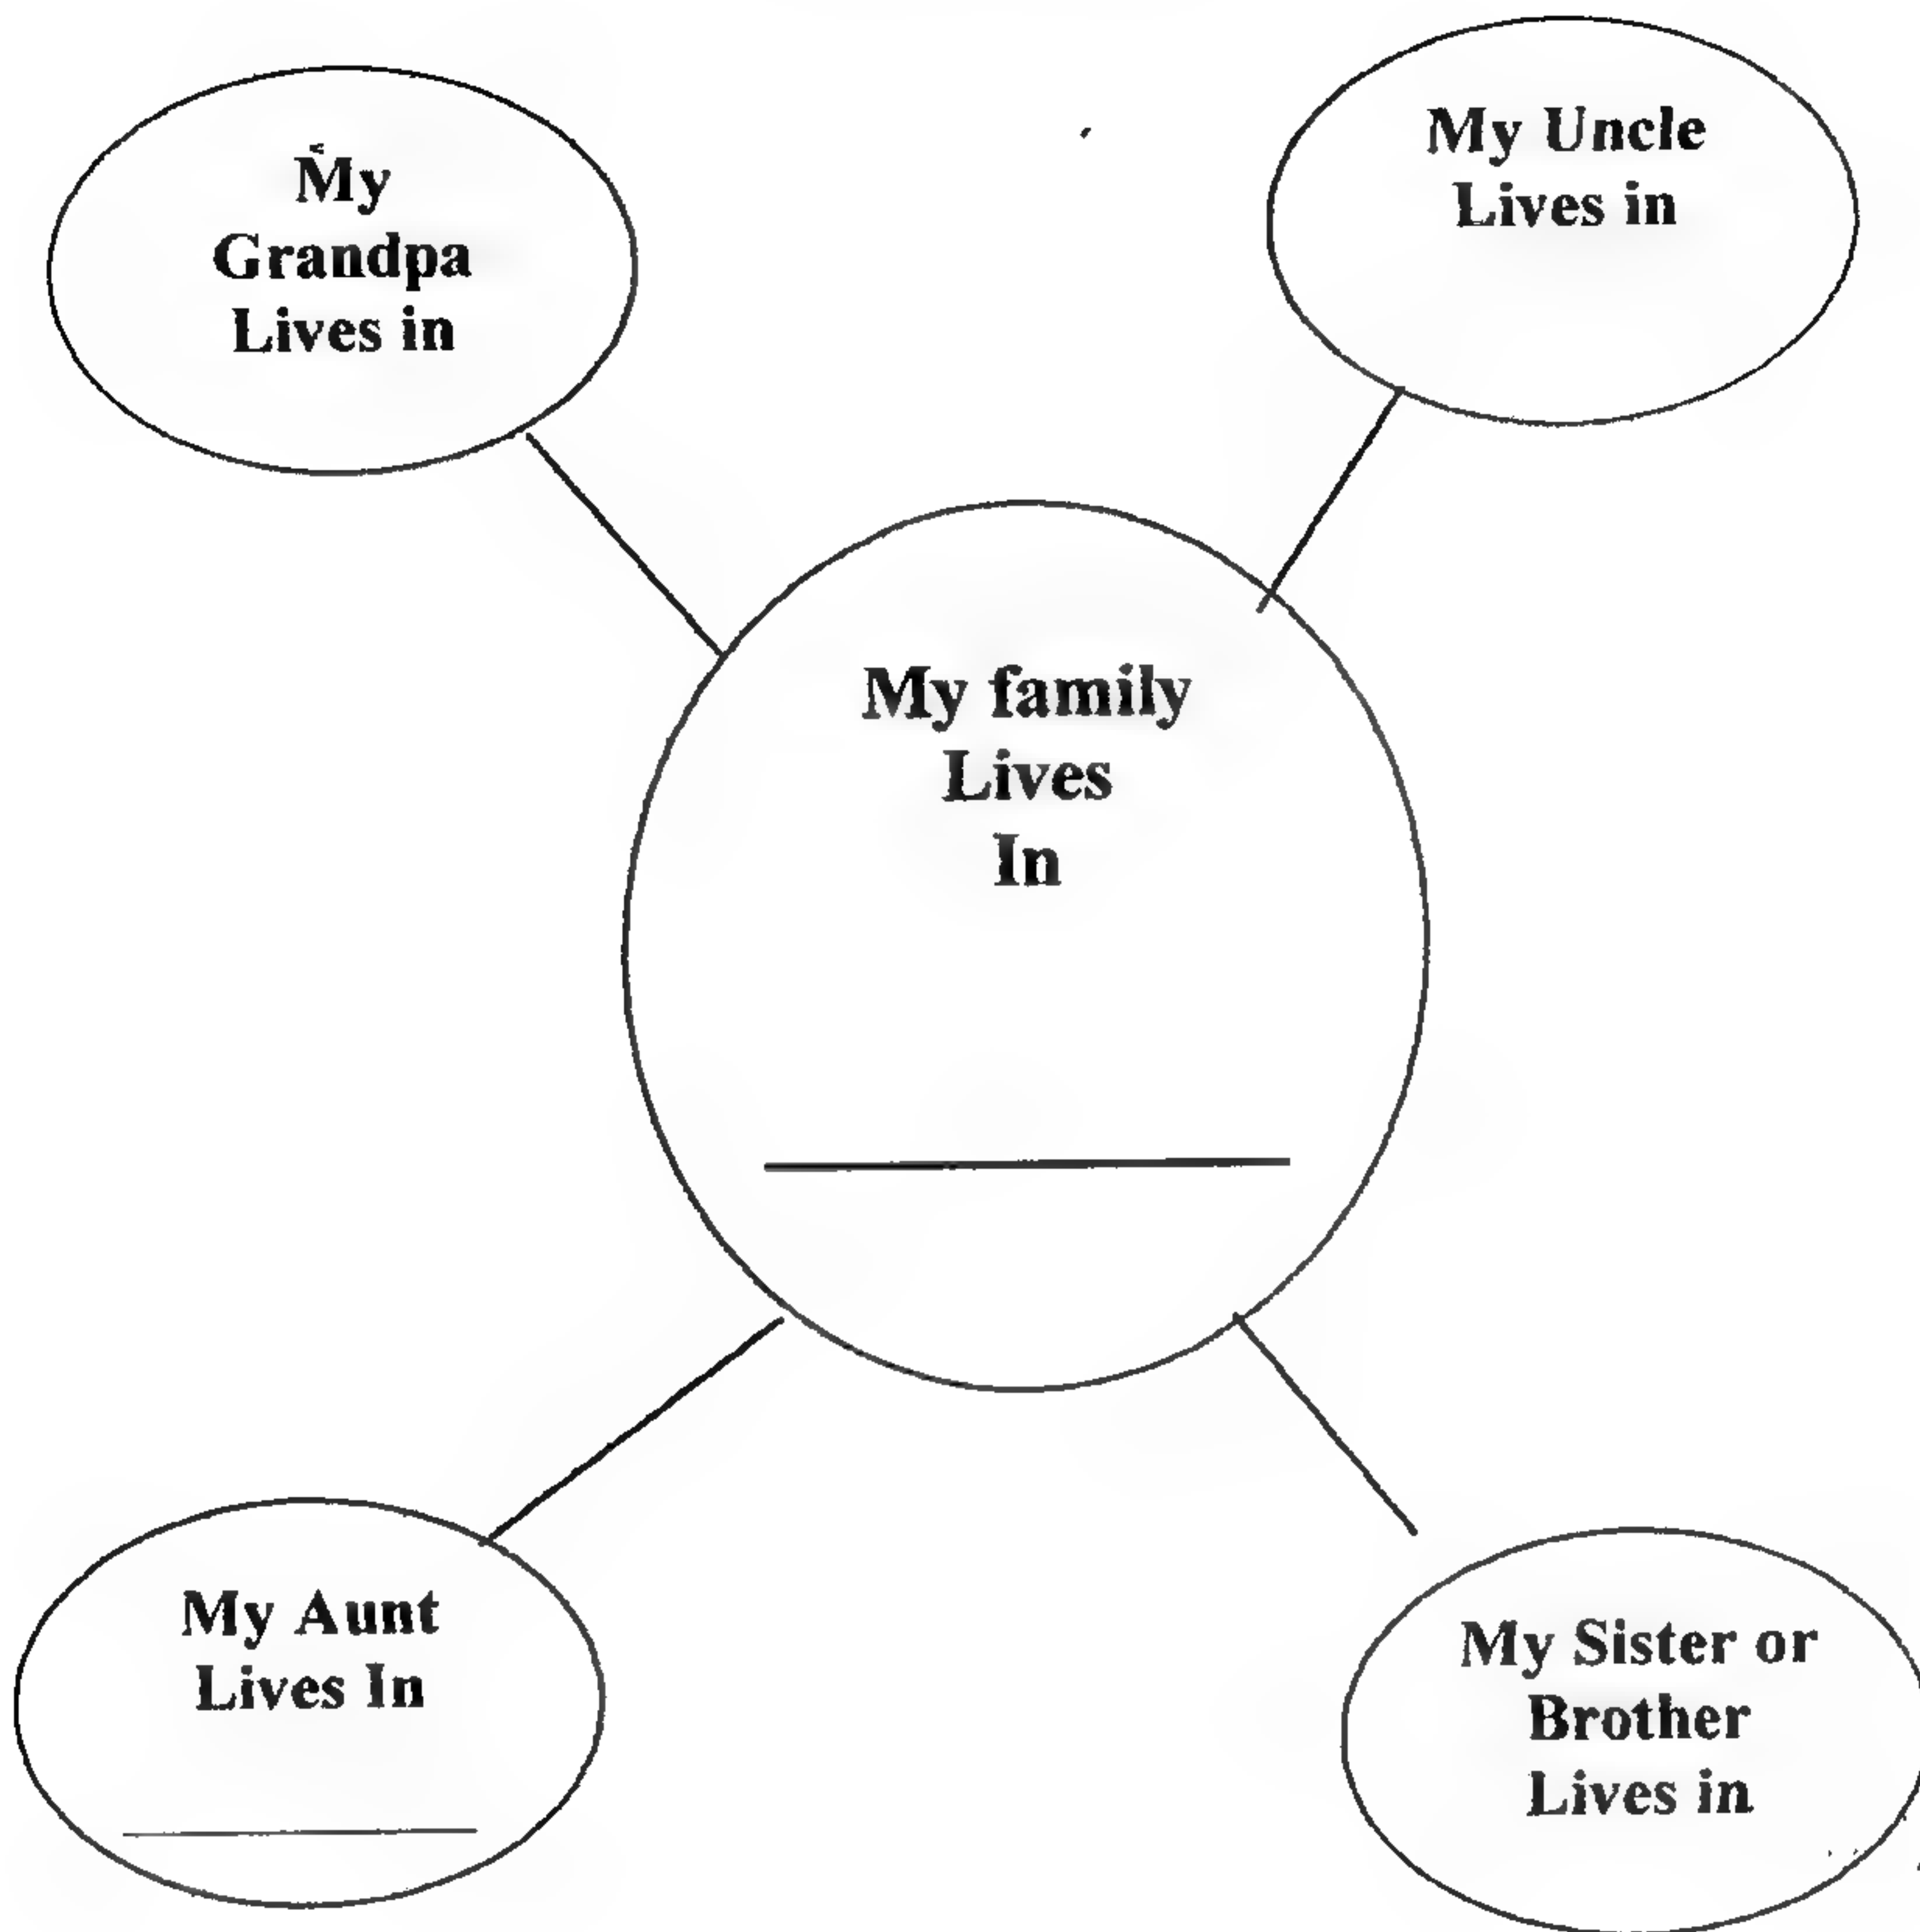 My
Grandpa
Lives in
My Uncle
Lives in
My family
Lives
In
My Aunt
Lives In
My Sister or
Brother
Lives in